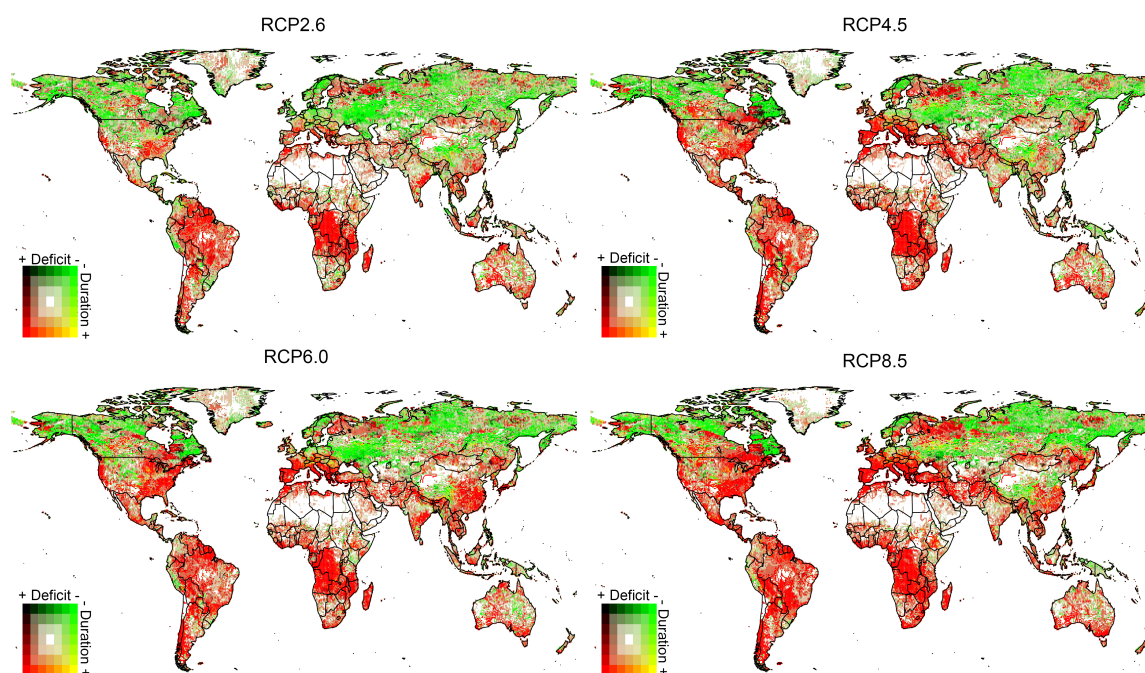 RCP2.6
RCP4.5
+ Deficit -
- Duration +
+ Deficit -
- Duration +
RCP6.0
RCP8.5
+ Deficit -
- Duration +
+ Deficit -
- Duration +